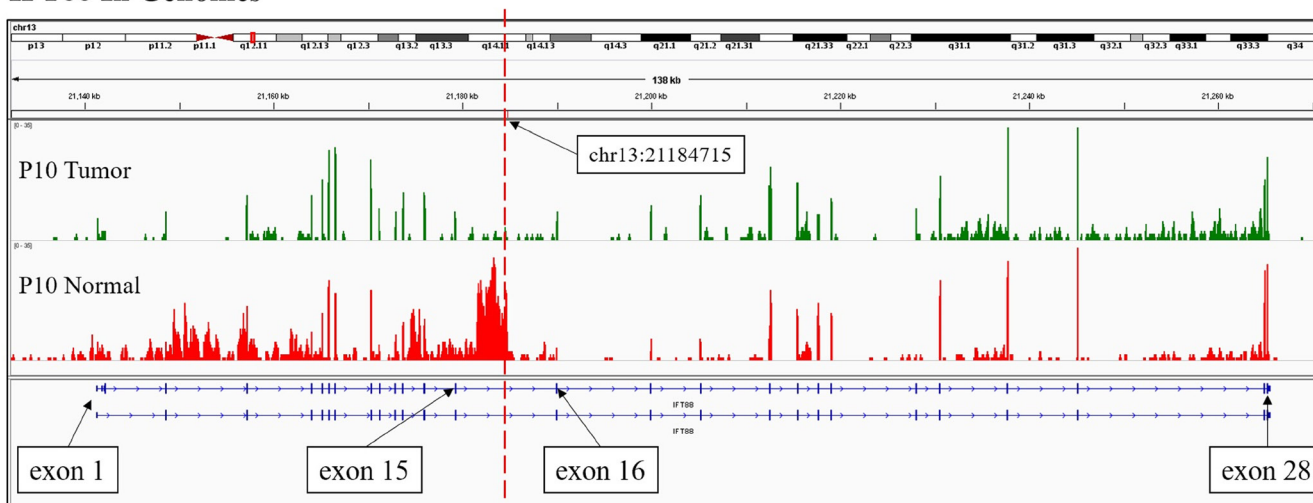 chr13
p13 p12 p11.2 p11.1 q12.11 q12.13 q12.3 q13.2 q13.3 q14.11 q14.13 q14.3 q21.1 q21.2 q21.31 q21.33 q22.1 q22.3 q31.1 q31.2 q31.3 q32.1 q32.3 q33.1 q33.3 q34
138 kb
21,140 kb 21,160 kb 21,180 kb 21,200 kb 21,220 kb 21,240 kb 21,260 kb
[0 - 35]
chr13:21184715
P10 Tumor
[0 - 35]
P10 Normal
IFT88
IFT88
exon 1 exon 15 exon 16 exon 28